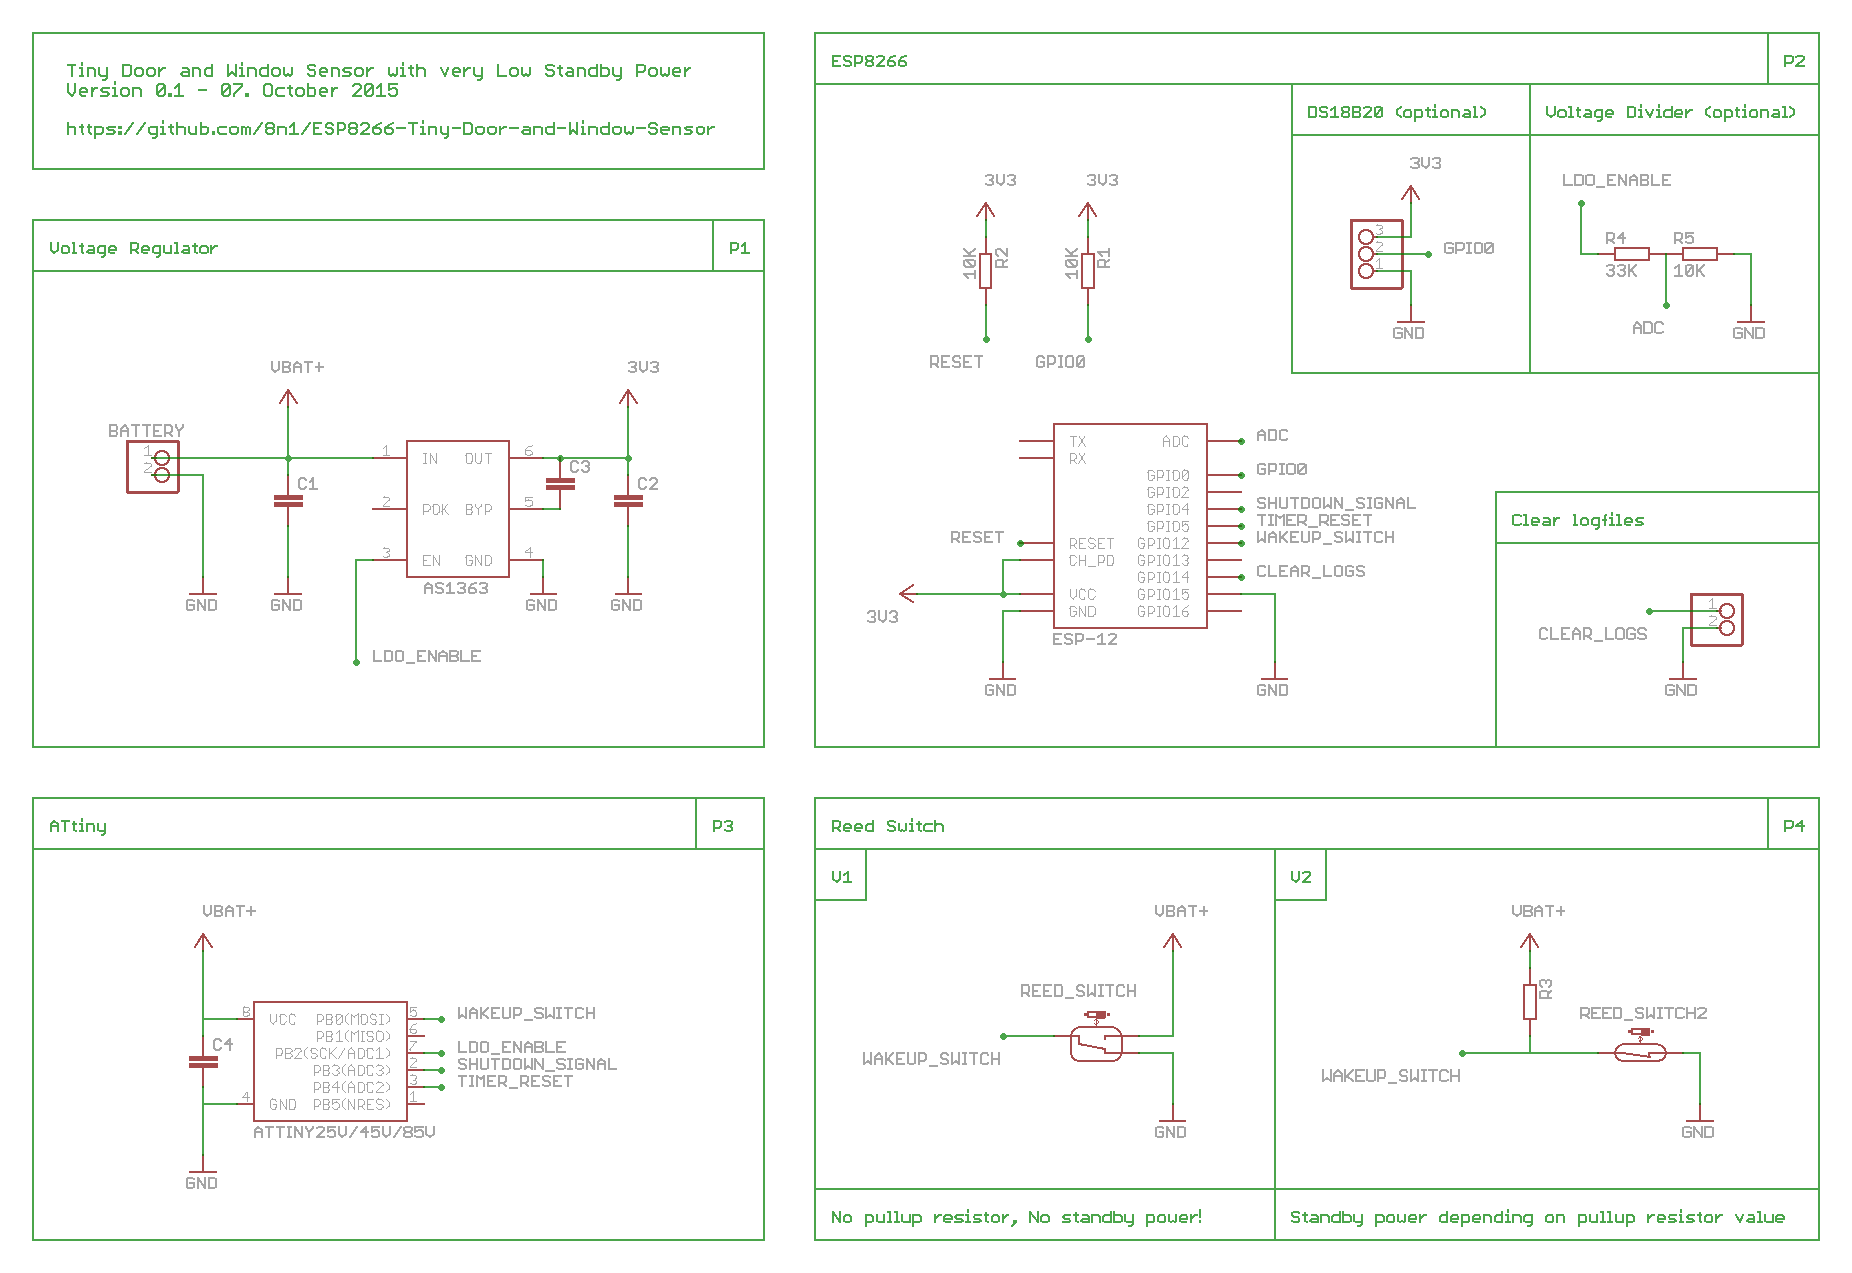 Tiny Door and Window Sensor with very Low Standby Power
Version 0.1 - 07. October 2015
https://github.com/8n1/ESP8266-Tiny-Door-and-Window-Sensor
Voltage Regulator
P1
VBAT+
3V3
BATTERY
1
2
C1
1
IN
OUT
6
C3
C2
2
POK
BYP
5
3
EN
GND
4
AS1363
GND
GND
GND
GND
LDO_ENABLE
ESP8266
P2
DS18B20 (optional)
Voltage Divider (optional)
3V3
3V3
10K
R2
10K
R1
RESET
GPIO0
3V3
3
2
1
GPIO0
GND
LDO_ENABLE
R4
R5
33K
10K
ADC
GND
TX
ADC
ADC
RX
GPIO0
GPIO0
GPIO2
GPIO4
SHUTDOWN_SIGNAL
GPIO5
TIMER_RESET
RESET
RESET
GPIO12
WAKEUP_SWITCH
CH_PD
GPIO13
GPIO14
CLEAR_LOGS
VCC
GPIO15
GND
GPIO16
3V3
ESP-12
GND
GND
Clear logfiles
1
2
CLEAR_LOGS
GND
ATtiny
P3
VBAT+
8
VCC
PB0(MOSI)
5
WAKEUP_SWITCH
PB1(MISO)
6
C4
PB2(SCK/ADC1)
7
LDO_ENABLE
PB3(ADC3)
2
SHUTDOWN_SIGNAL
PB4(ADC2)
3
TIMER_RESET
4
GND
PB5(NRES)
1
ATTINY25V/45V/85V
GND
Reed Switch
P4
V1
VBAT+
REED_SWITCH
WAKEUP_SWITCH
GND
No pullup resistor, No standby power!
V2
VBAT+
R3
REED_SWITCH2
WAKEUP_SWITCH
GND
Standby power depending on pullup resistor value